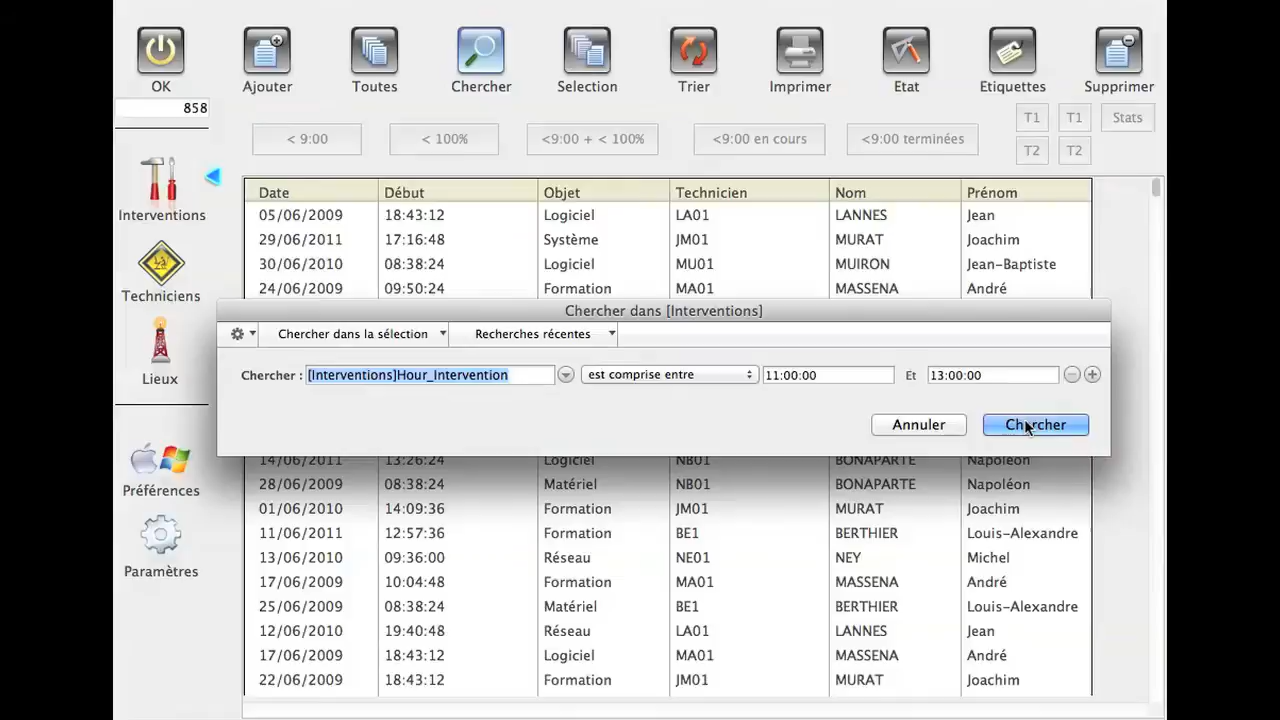 OK Ajouter Toutes Chercher Selection Trier Imprimer Etat Etiquettes Supprimer
858
< 9:00 < 100% <9:00 + < 100% <9:00 en cours <9:00 terminées T1 T1 Stats
T2 T2
Interventions
Techniciens
Lieux
Préférences
Paramètres
Date Début Objet Technicien Nom Prénom
05/06/2009 18:43:12 Logiciel LA01 LANNES Jean
29/06/2011 17:16:48 Système JM01 MURAT Joachim
30/06/2010 08:38:24 Logiciel MU01 MUIRON Jean-Baptiste
24/06/2009 09:50:24 Formation MA01 MASSENA André
Chercher dans [Interventions]
Chercher dans la sélection Recherches récentes
Chercher : [Interventions]Hour_Intervention est comprise entre 11:00:00 Et 13:00:00
Annuler Chercher
14/06/2011 13:26:24 Logiciel NB01 BONAPARTE Napoléon
28/06/2009 08:38:24 Matériel NB01 BONAPARTE Napoléon
01/06/2010 14:09:36 Formation JM01 MURAT Joachim
11/06/2011 12:57:36 Formation BE1 BERTHIER Louis-Alexandre
13/06/2010 09:36:00 Réseau NE01 NEY Michel
17/06/2009 10:04:48 Formation MA01 MASSENA André
25/06/2009 08:38:24 Matériel BE1 BERTHIER Louis-Alexandre
12/06/2010 19:40:48 Réseau LA01 LANNES Jean
17/06/2009 18:43:12 Logiciel MA01 MASSENA André
22/06/2009 18:43:12 Formation JM01 MURAT Joachim